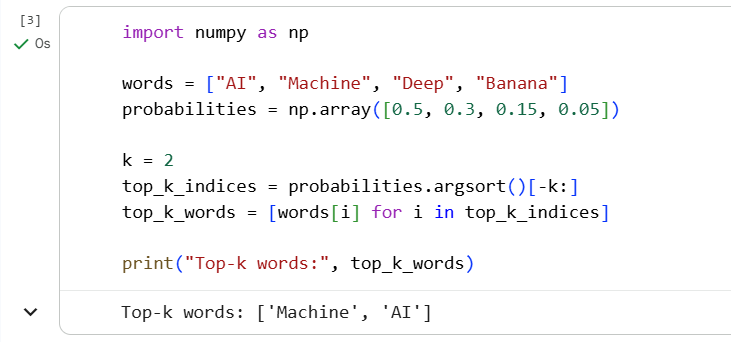 [3]
0s
import numpy as np
words = ["AI", "Machine", "Deep", "Banana"]
probabilities = np.array([0.5, 0.3, 0.15, 0.05])
k = 2
top_k_indices = probabilities.argsort()[-k:]
top_k_words = [words[i] for i in top_k_indices]
print("Top-k words:", top_k_words)
Top-k words: ['Machine', 'AI']